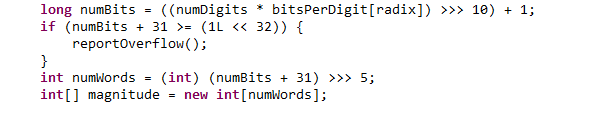 long numBits = ((numDigits * bitsPerDigit[radix]) >>> 10) + 1;
if (numBits + 31 >= (1L << 32)) {
    reportOverflow();
}
int numWords = (int) (numBits + 31) >>> 5;
int[] magnitude = new int[numWords];